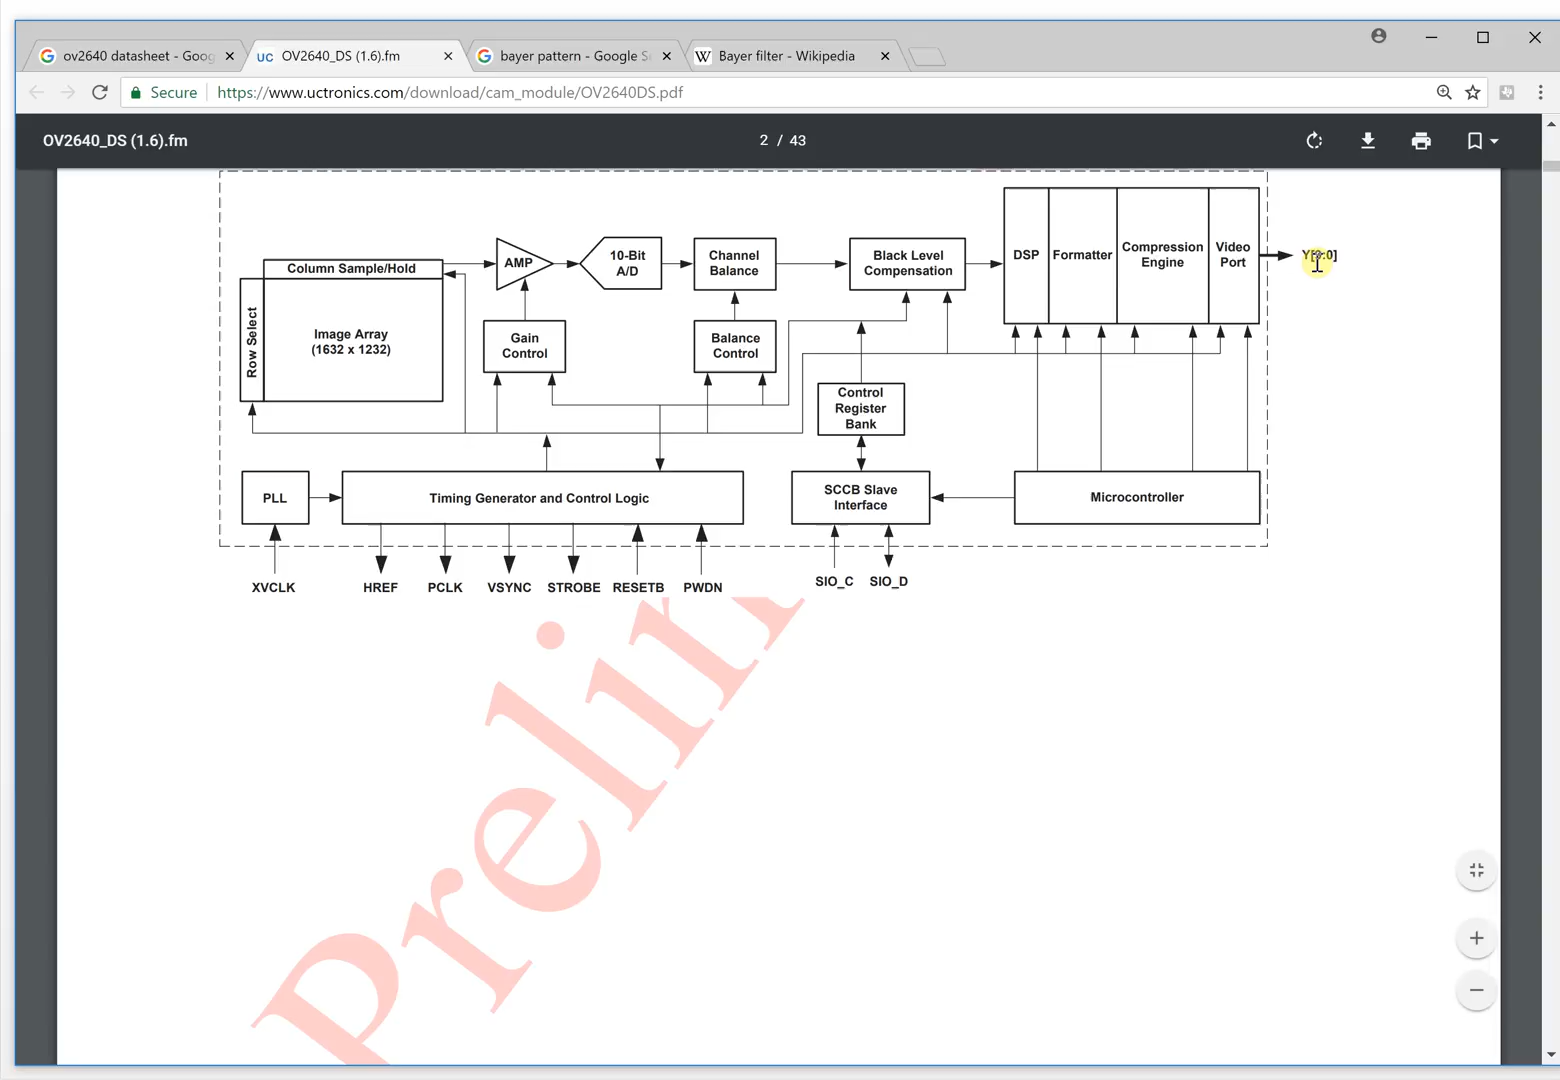 ov2640 datasheet - Goog
UC OV2640_DS (1.6).fm
bayer pattern - Google S
W Bayer filter - Wikipedia
Secure https://www.uctronics.com/download/cam_module/OV2640DS.pdf
OV2640_DS (1.6).fm
2 / 43
Column Sample/Hold
Row Select
Image Array
(1632 x 1232)
AMP
10-Bit
A/D
Channel
Balance
Black Level
Compensation
DSP
Formatter
Compression
Engine
Video
Port
Y[9:0]
Gain
Control
Balance
Control
Control
Register
Bank
PLL
Timing Generator and Control Logic
SCCB Slave
Interface
Microcontroller
XVCLK
HREF
PCLK
VSYNC
STROBE
RESETB
PWDN
SIO_C
SIO_D